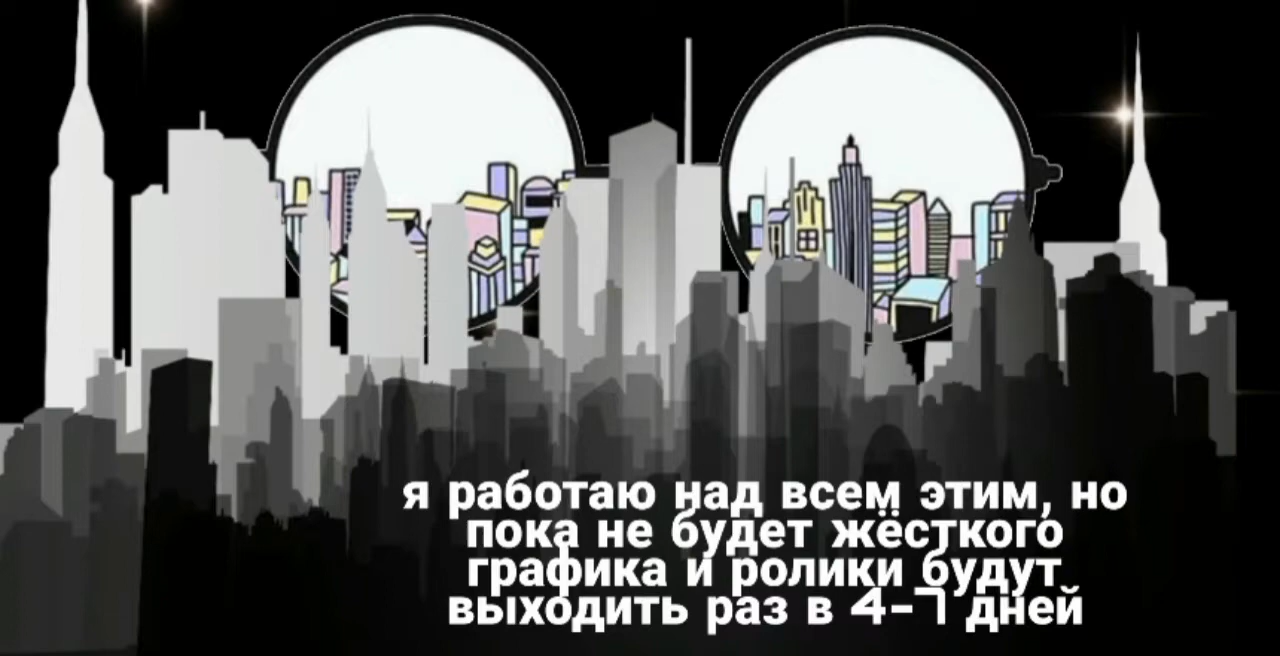 я работаю над всем этим, но
пока не будет жёсткого
графика и ролики будут
выходить раз в 4-7 дней